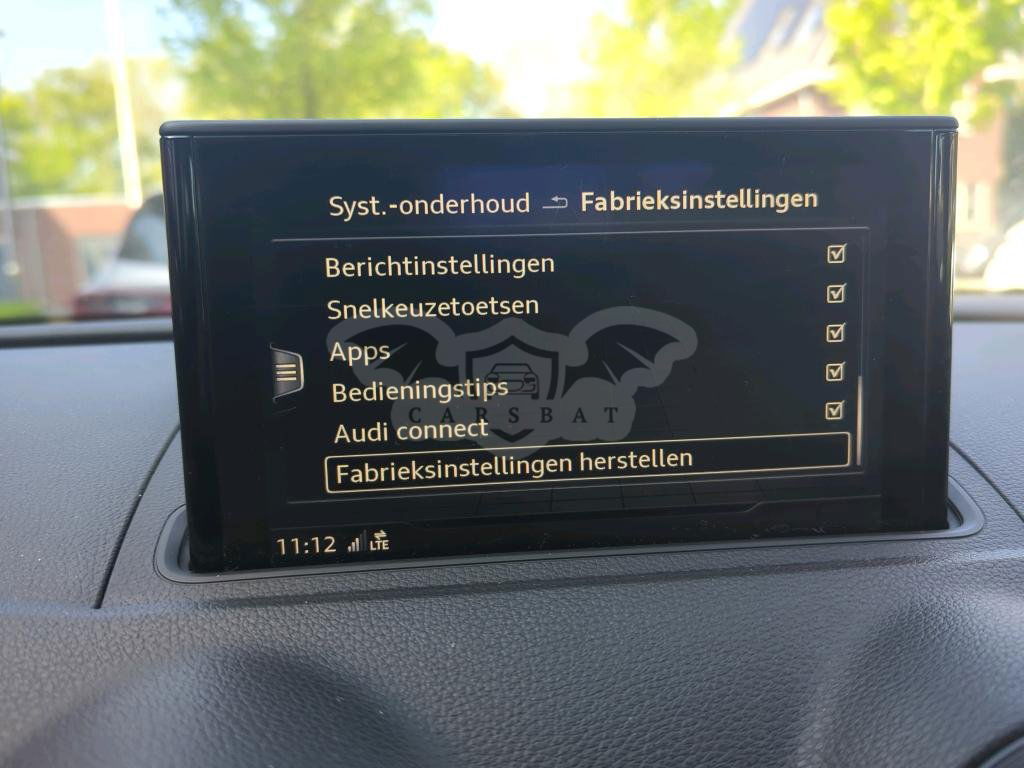 Syst.-onderhoud Fabrieksinstellingen
Berichtinstellingen
Snelkeuzetoetsen
Apps
Bedieningstips
CARSBAT
Audi connect
Fabrieksinstellingen herstellen
11:12 LTE